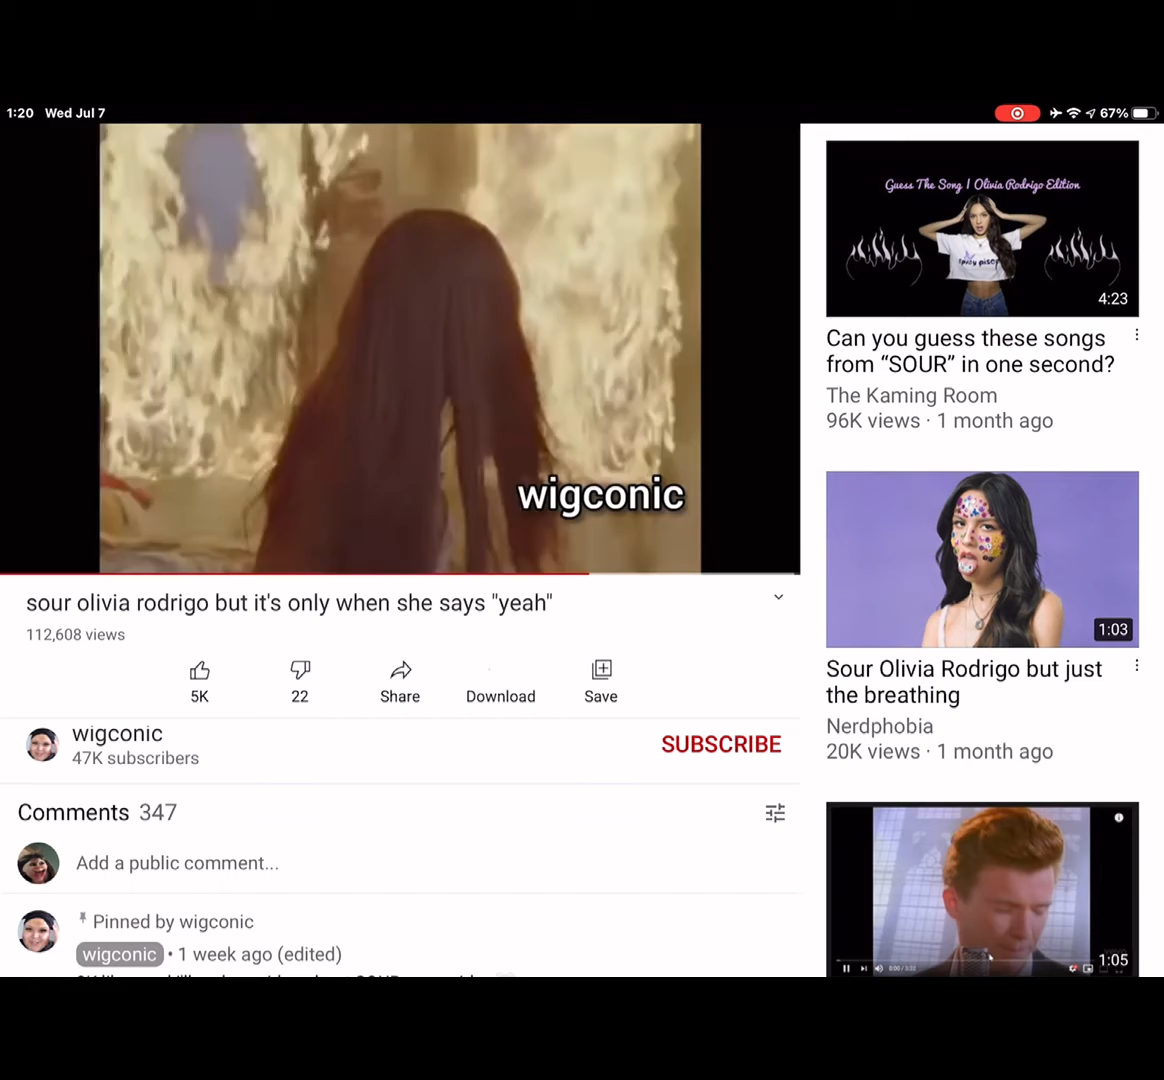 1:20 Wed Jul 7
67%
wigconic
sour olivia rodrigo but it's only when she says "yeah"
112,608 views
5K
22
Share
Download
Save
wigconic
47K subscribers
SUBSCRIBE
Comments 347
Add a public comment...
Pinned by wigconic
wigconic • 1 week ago (edited)
Guess The Song | Olivia Rodrigo Edition
4:23
Can you guess these songs
from “SOUR” in one second?
The Kaming Room
96K views · 1 month ago
1:03
Sour Olivia Rodrigo but just
the breathing
Nerdphobia
20K views · 1 month ago
1:05